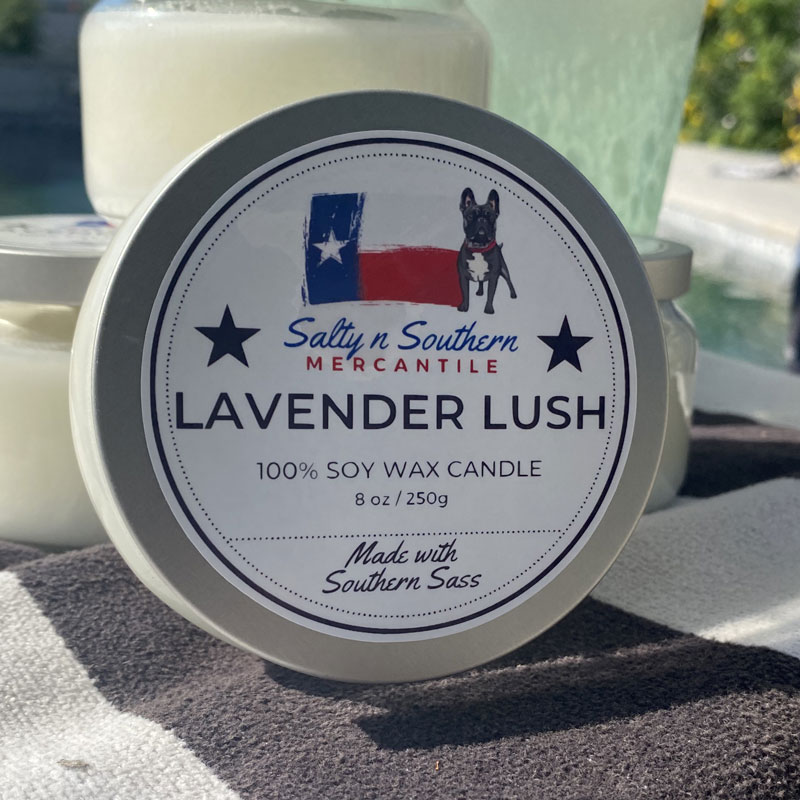 Salty n Southern
MERCANTILE
LAVENDER LUSH
100% SOY WAX CANDLE
8 oz / 250g
Made with
Southern Sass